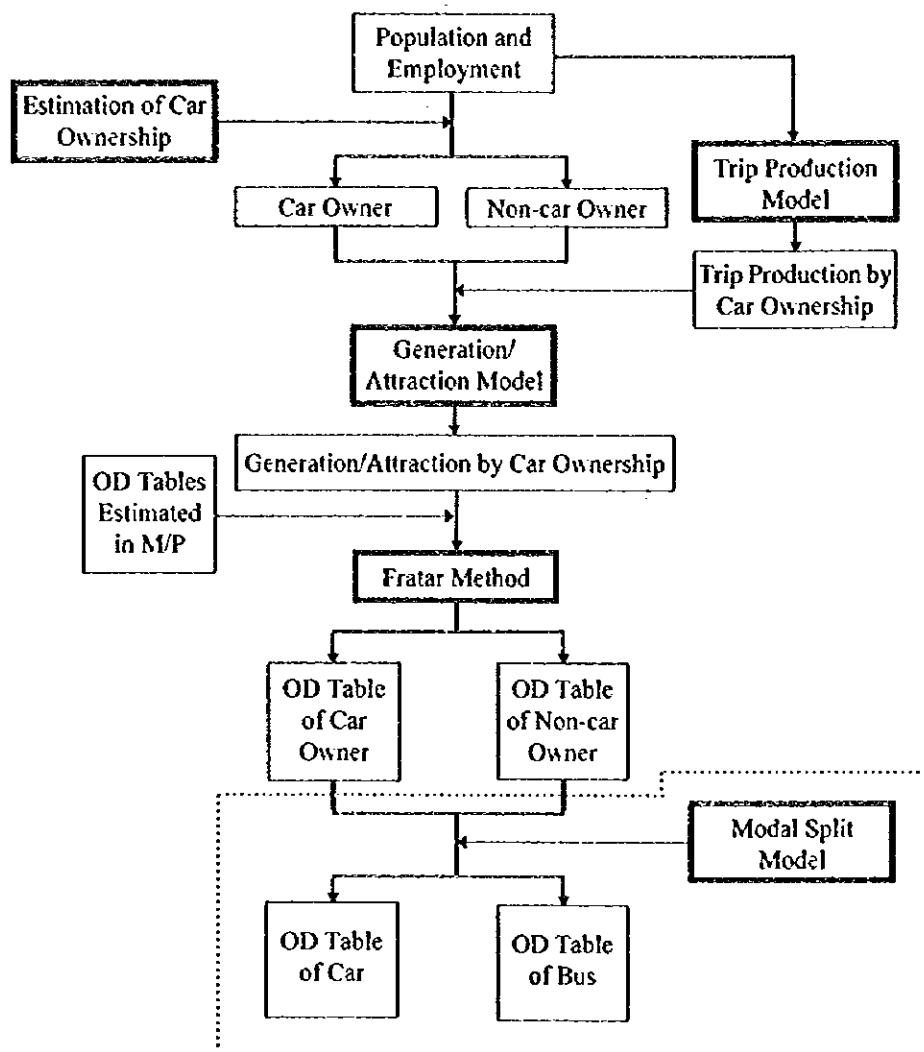 Population and
Employment
Estimation of Car
Ownership
Trip Production
Model
Car Owner
Non-car Owner
Trip Production by
Car Ownership
Generation/
Attraction Model
Generation/Attraction by Car Ownership
OD Tables
Estimated
in M/P
Fratar Method
OD Table
of Car
Owner
OD Table
of Non-car
Owner
Modal Split
Model
OD Table
of Car
OD Table
of Bus